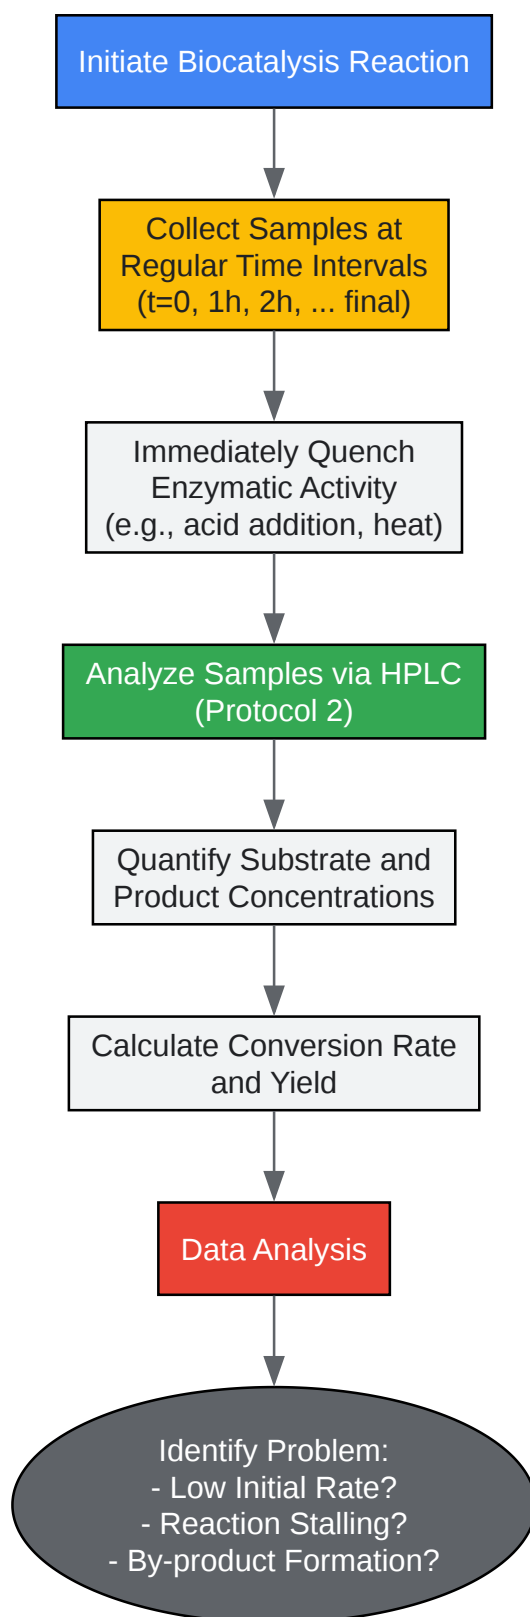 Initiate Biocatalysis Reaction
Collect Samples at
Regular Time Intervals
(t=0, 1h, 2h, ... final)
Immediately Quench
Enzymatic Activity
(e.g., acid addition, heat)
Analyze Samples via HPLC
(Protocol 2)
Quantify Substrate and
Product Concentrations
Calculate Conversion Rate
and Yield
Data Analysis
Identify Problem:
- Low Initial Rate?
- Reaction Stalling?
- By-product Formation?